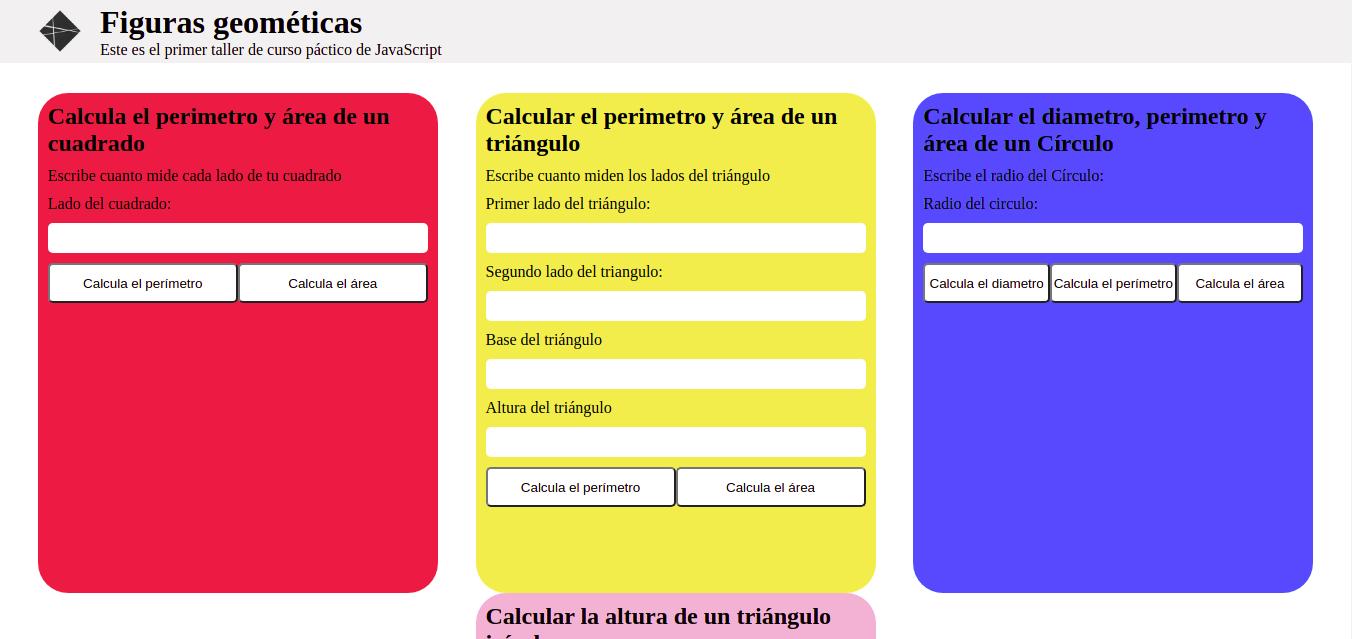 Figuras geométicas
Este es el primer taller de curso páctico de JavaScript
Calcula el perimetro y área de un
cuadrado
Escribe cuanto mide cada lado de tu cuadrado
Lado del cuadrado:
Calcula el perímetro
Calcula el área
Calcular el perimetro y área de un
triángulo
Escribe cuanto miden los lados del triángulo
Primer lado del triángulo:
Segundo lado del triangulo:
Base del triángulo
Altura del triángulo
Calcula el perímetro
Calcula el área
Calcular el diametro, perimetro y
área de un Círculo
Escribe el radio del Círculo:
Radio del circulo:
Calcula el diametro
Calcula el perímetro
Calcula el área
Calcular la altura de un triángulo